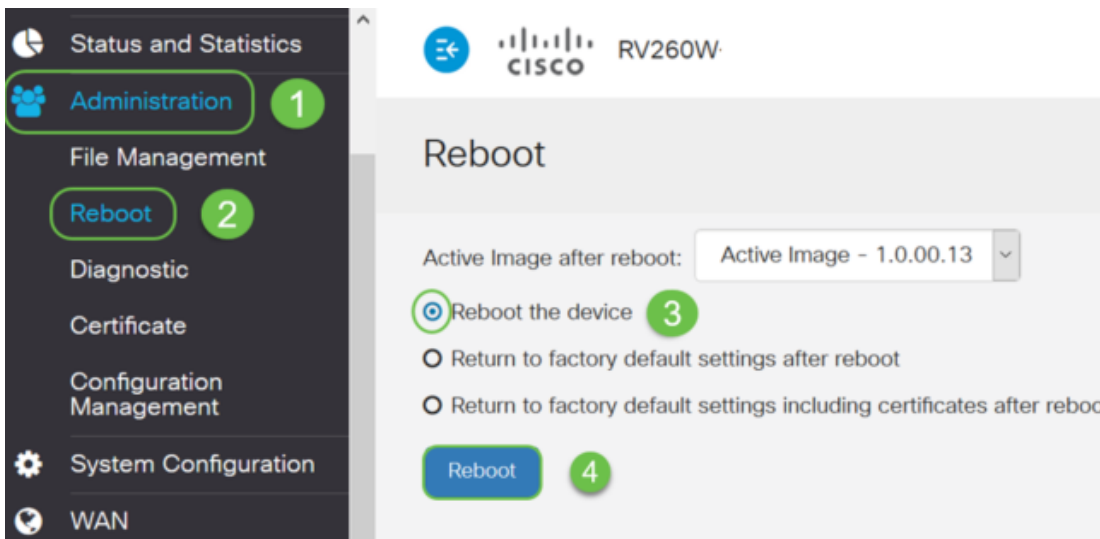 Status and Statistics
Administration 1
File Management
Reboot 2
Diagnostic
Certificate
Configuration
Management
System Configuration
WAN
CISCO RV260W
Reboot
Active Image after reboot: Active Image - 1.0.00.13
Reboot the device 3
Return to factory default settings after reboot
Return to factory default settings including certificates after
Reboot 4